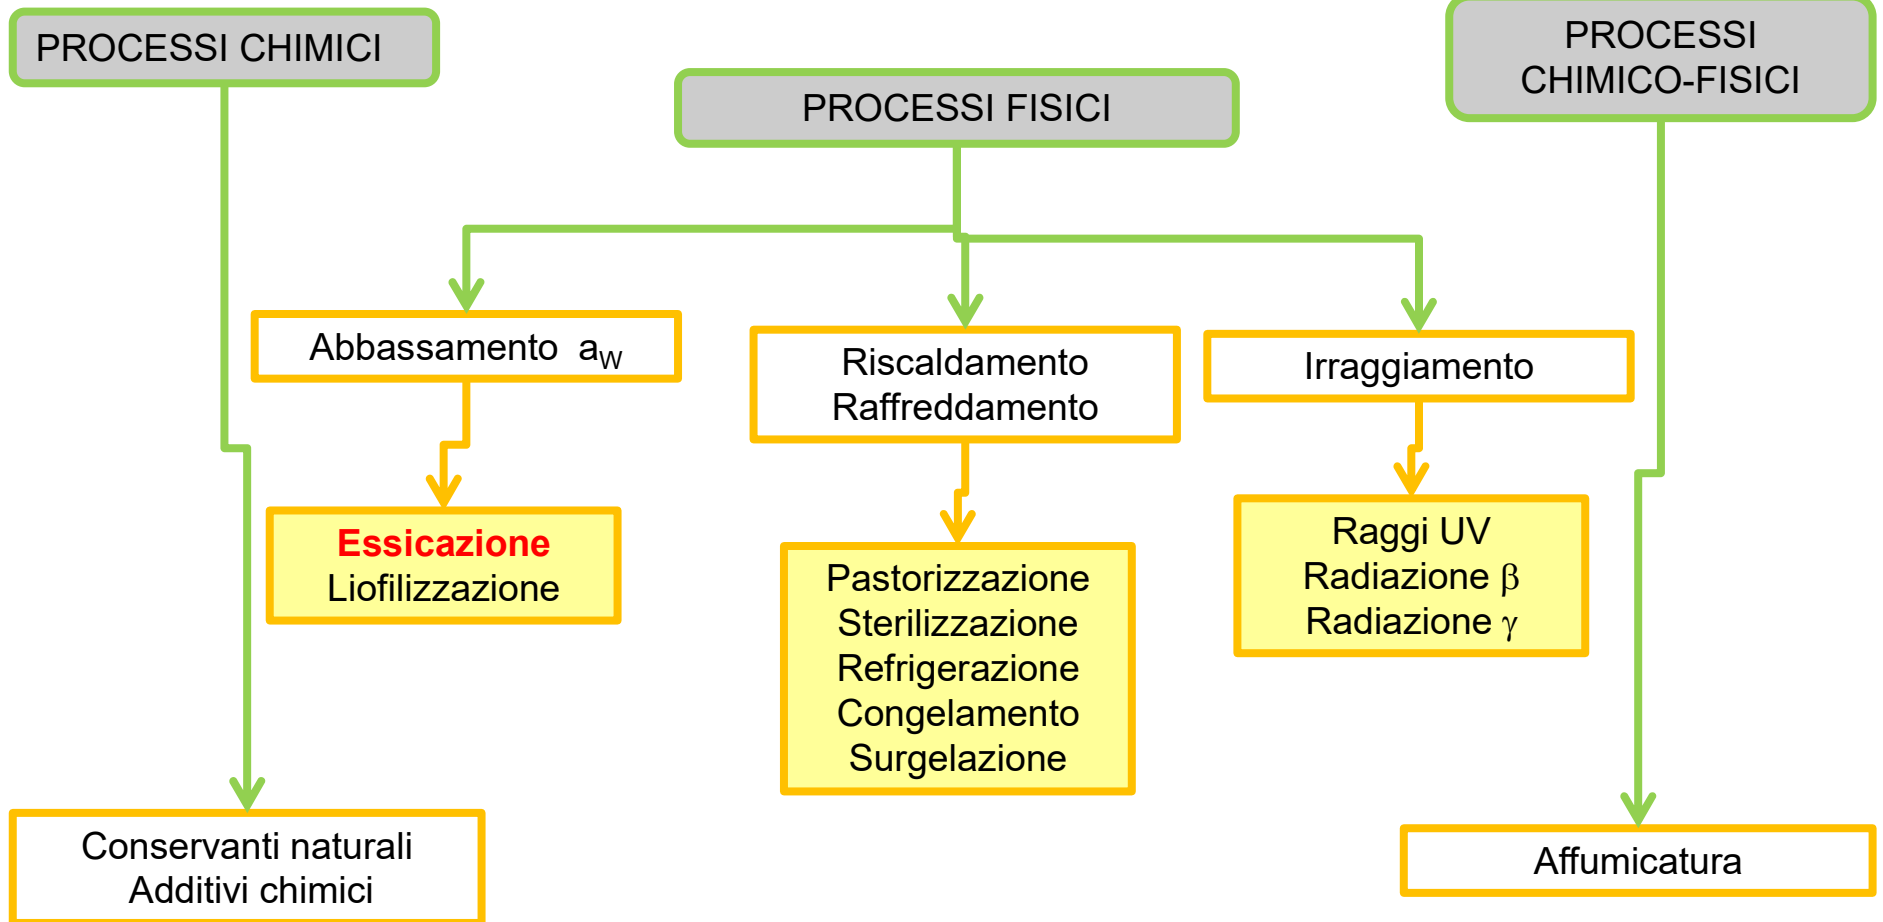 PROCESSI CHIMICI
PROCESSI FISICI
PROCESSI
CHIMICO-FISICI
Abbassamento aW
Riscaldamento
Raffreddamento
Irraggiamento
Essicazione
Liofilizzazione
Pastorizzazione
Sterilizzazione
Refrigerazione
Congelamento
Surgelazione
Raggi UV
Radiazione β
Radiazione γ
Conservanti naturali
Additivi chimici
Affumicatura